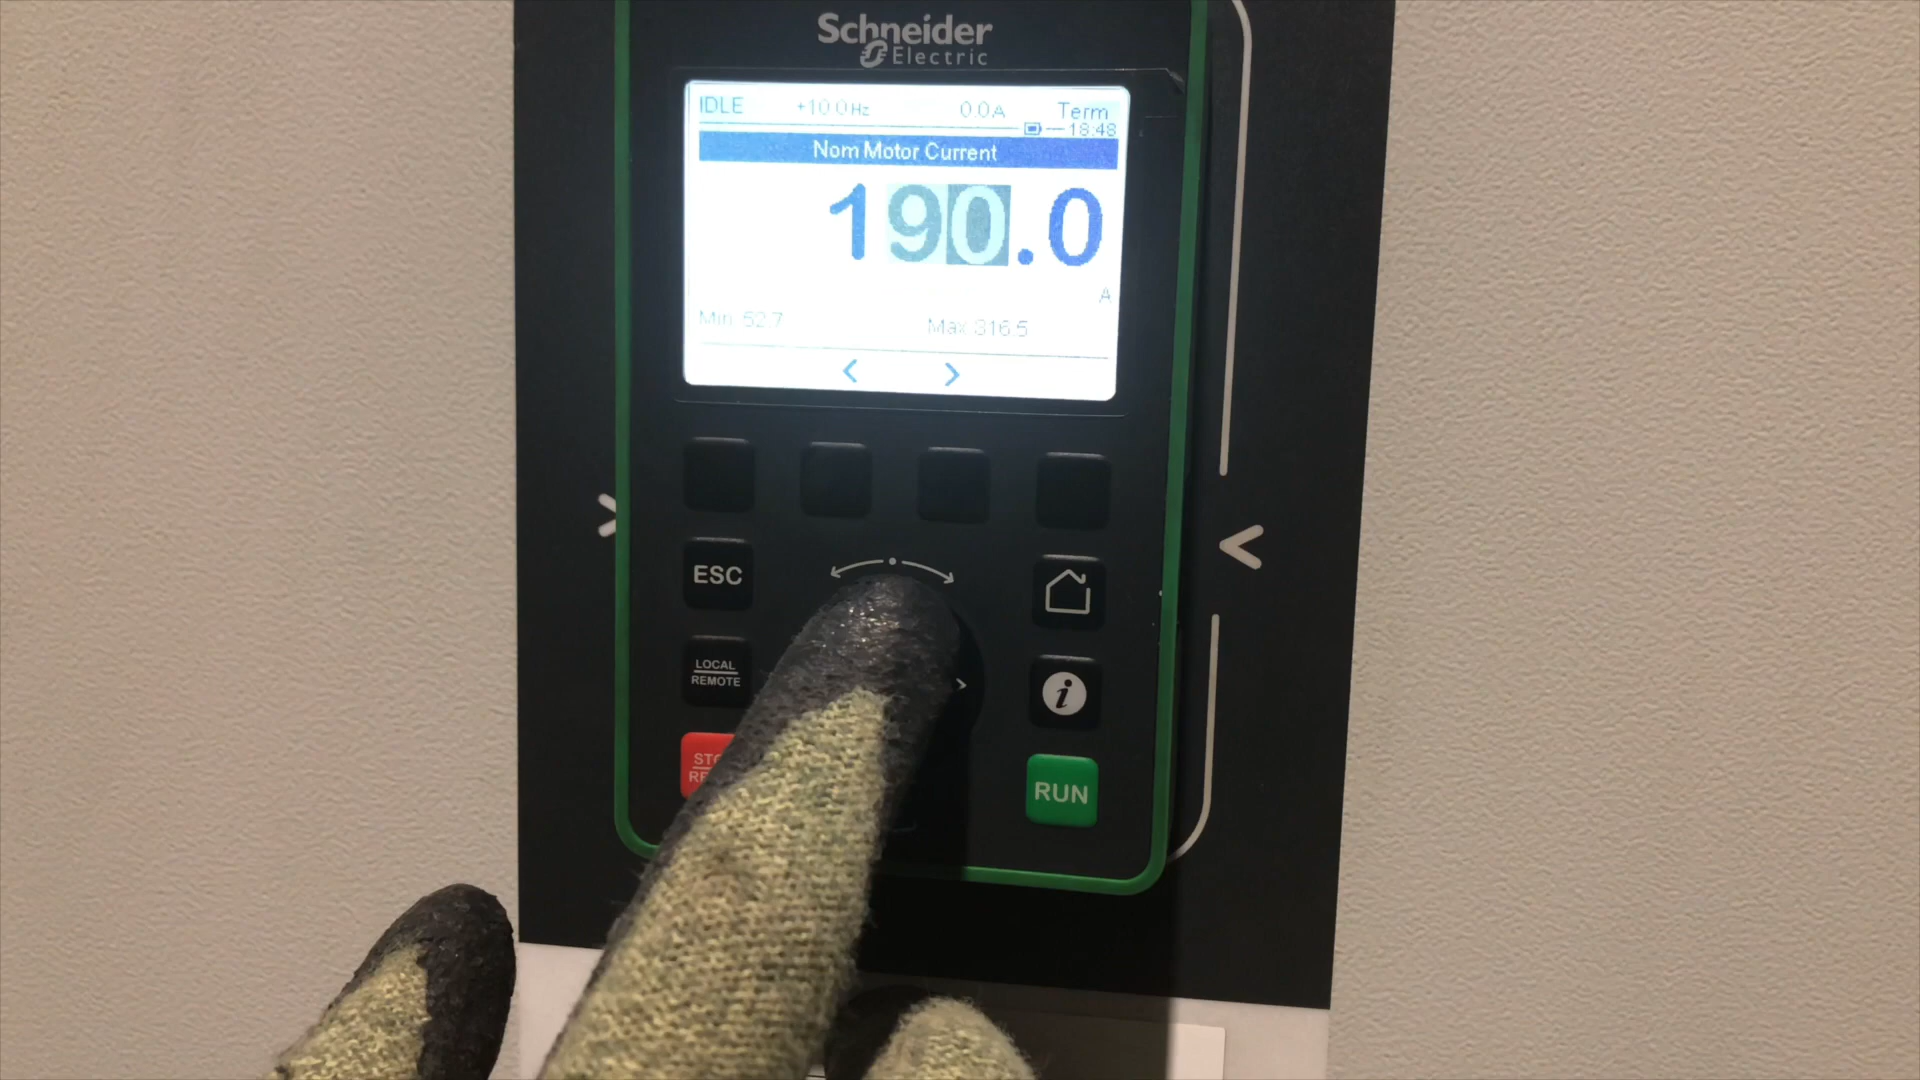 Schneider
Electric
IDLE +10.0Hz 0.0A Term
18:48
Nom Motor Current
190.0
A
Min: 52.7 Max:316.5
< >
ESC
LOCAL
REMOTE
i
RUN